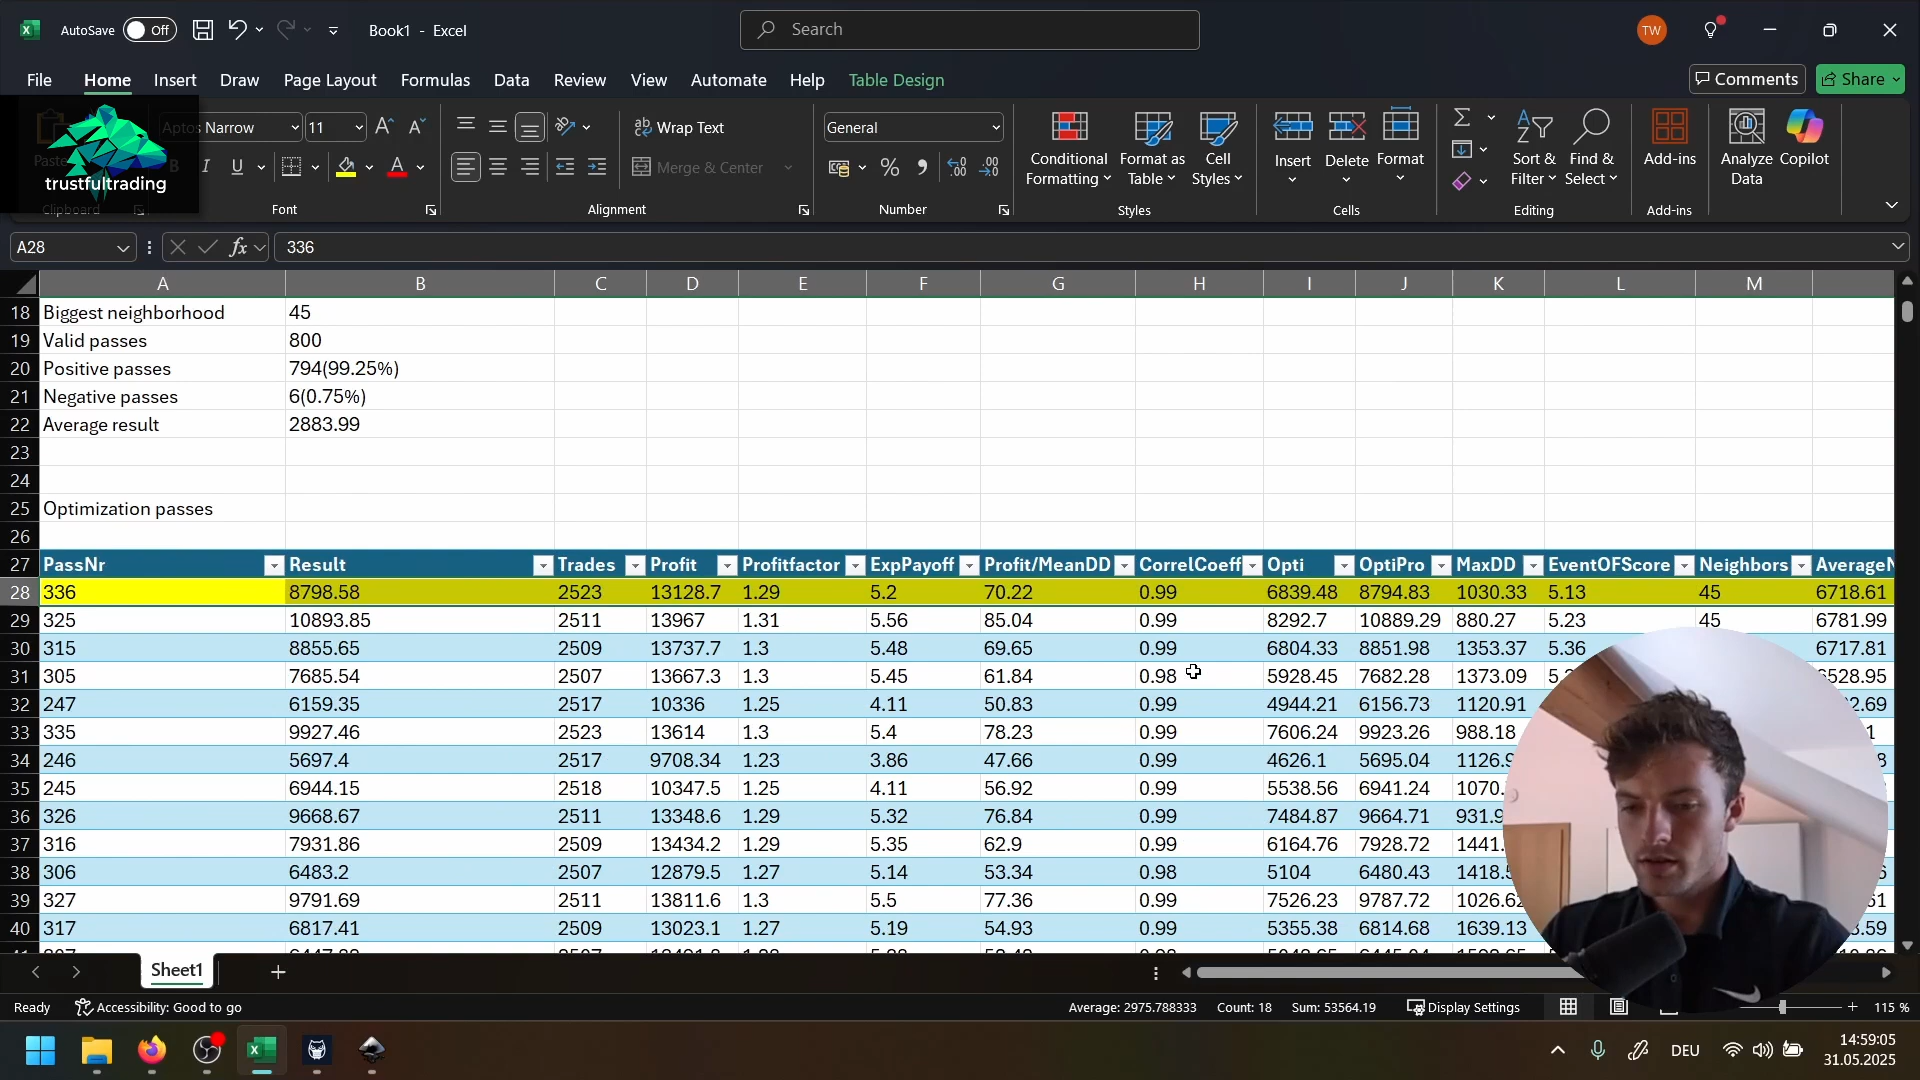 AutoSave Off Book1 - Excel Search TW
File Home Insert Draw Page Layout Formulas Data Review View Automate Help Table Design Comments Share
trustfultrading
Aptos Narrow 11 Wrap Text General
Merge & Center
Conditional Formatting Format as Table Cell Styles Insert Delete Format Sort & Filter Find & Select Add-ins Analyze Data Copilot
Clipboard Font Alignment Number Styles Cells Editing Add-ins
A28 fx 336
A B C D E F G H I J K L M
18 Biggest neighborhood 45
19 Valid passes 800
20 Positive passes 794(99.25%)
21 Negative passes 6(0.75%)
22 Average result 2883.99
23
24
25 Optimization passes
26
27 PassNr Result Trades Profit Profitfactor ExpPayoff Profit/MeanDD CorrelCoeff Opti OptiPro MaxDD EventOFScore Neighbors
28 336 8798.58 2523 13128.7 1.29 5.2 70.22 0.99 6839.48 8794.83 1030.33 5.13 45 6718.61
29 325 10893.85 2511 13967 1.31 5.56 85.04 0.99 8292.7 10889.29 880.27 5.23 45 6781.99
30 315 8855.65 2509 13737.7 1.3 5.48 69.65 0.99 6804.33 8851.98 1353.37 5.36 6717.81
31 305 7685.54 2507 13667.3 1.3 5.45 61.84 0.98 5928.45 7682.28 1373.09
32 247 6159.35 2517 10336 1.25 4.11 50.83 0.99 4944.21 6156.73 1120.91
33 335 9927.46 2523 13614 1.3 5.4 78.23 0.99 7606.24 9923.26 988.18
34 246 5697.4 2517 9708.34 1.23 3.86 47.66 0.99 4626.1 5695.04
35 245 6944.15 2518 10347.5 1.25 4.11 56.92 0.99 5538.56 6941.24
36 326 9668.67 2511 13348.6 1.29 5.32 76.84 0.99 7484.87 9664.71
37 316 7931.86 2509 13434.2 1.29 5.35 62.9 0.99 6164.76 7928.72
38 306 6483.2 2507 12879.5 1.27 5.14 53.34 0.98 5104 6480.43
39 327 9791.69 2511 13811.6 1.3 5.5 77.36 0.99 7526.23 9787.72
40 317 6817.41 2509 13023.1 1.27 5.19 54.93 0.99 5355.38 6814.68 1639.13
Sheet1
Ready Accessibility: Good to go Average: 2975.788333 Count: 18 Sum: 53564.19 Display Settings 115 %
DEU 14:59:05
31.05.2025